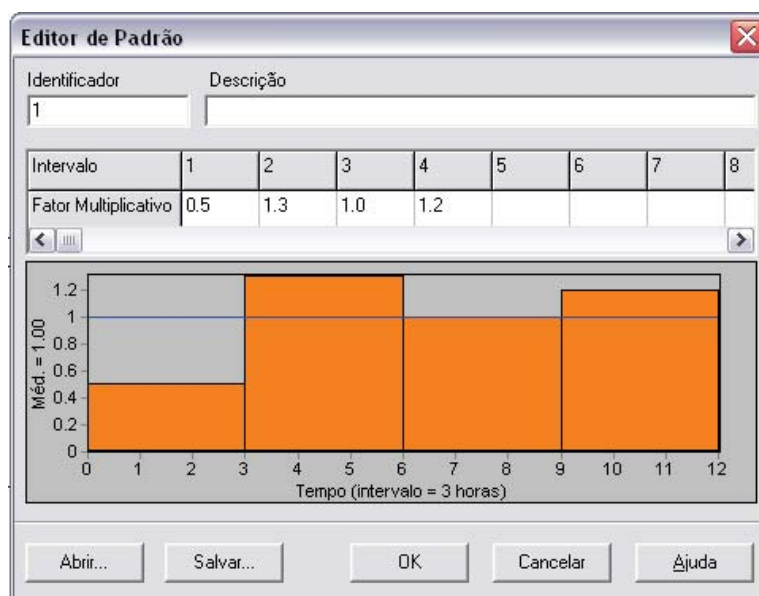 Editor de Padrão
Identificador Descrição
1
Intervalo 1 2 3 4 5 6 7 8
Fator Multiplicativo 0.5 1.3 1.0 1.2
Méd. = 1.00
1.2
1
0.8
0.6
0.4
0.2
0
0 1 2 3 4 5 6 7 8 9 10 11 12
Tempo (intervalo = 3 horas)
Abrir... Salvar... OK Cancelar Ajuda